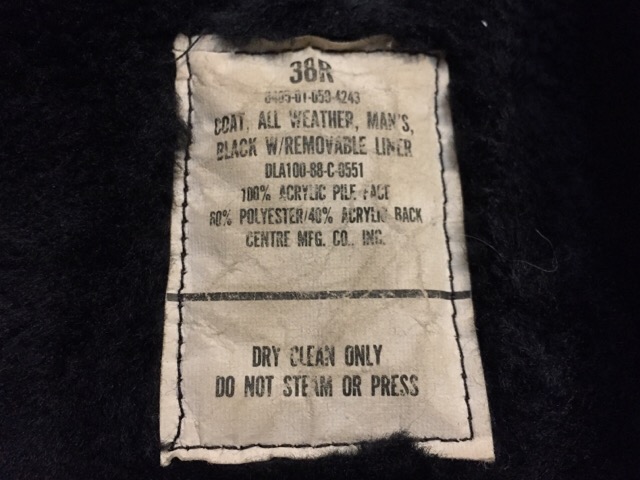 38R
8405-01-050-4243
COAT, ALL WEATHER, MAN'S,
BLACK W/REMOVABLE LINER
DLA100-88-C-0551
100% ACRYLIC PILE FACE
60% POLYESTER/40% ACRYLIC BACK
CENTRE MFG. CO., INC.
DRY CLEAN ONLY
DO NOT STEAM OR PRESS